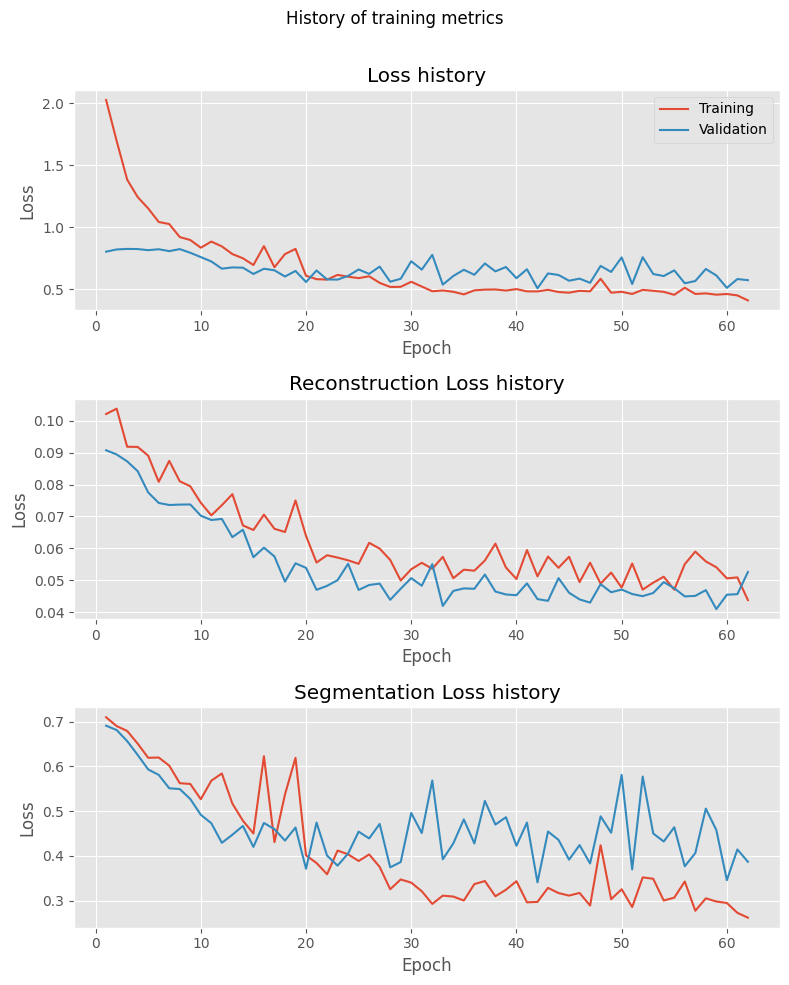 History of training metrics
Loss history
2.0
1.5
1.0
0.5
Loss
Training
Validation
0 10 20 30 40 50 60
Epoch
Reconstruction Loss history
0.10
0.09
0.08
0.07
0.06
0.05
0.04
Loss
0 10 20 30 40 50 60
Epoch
Segmentation Loss history
0.7
0.6
0.5
0.4
0.3
Loss
0 10 20 30 40 50 60
Epoch